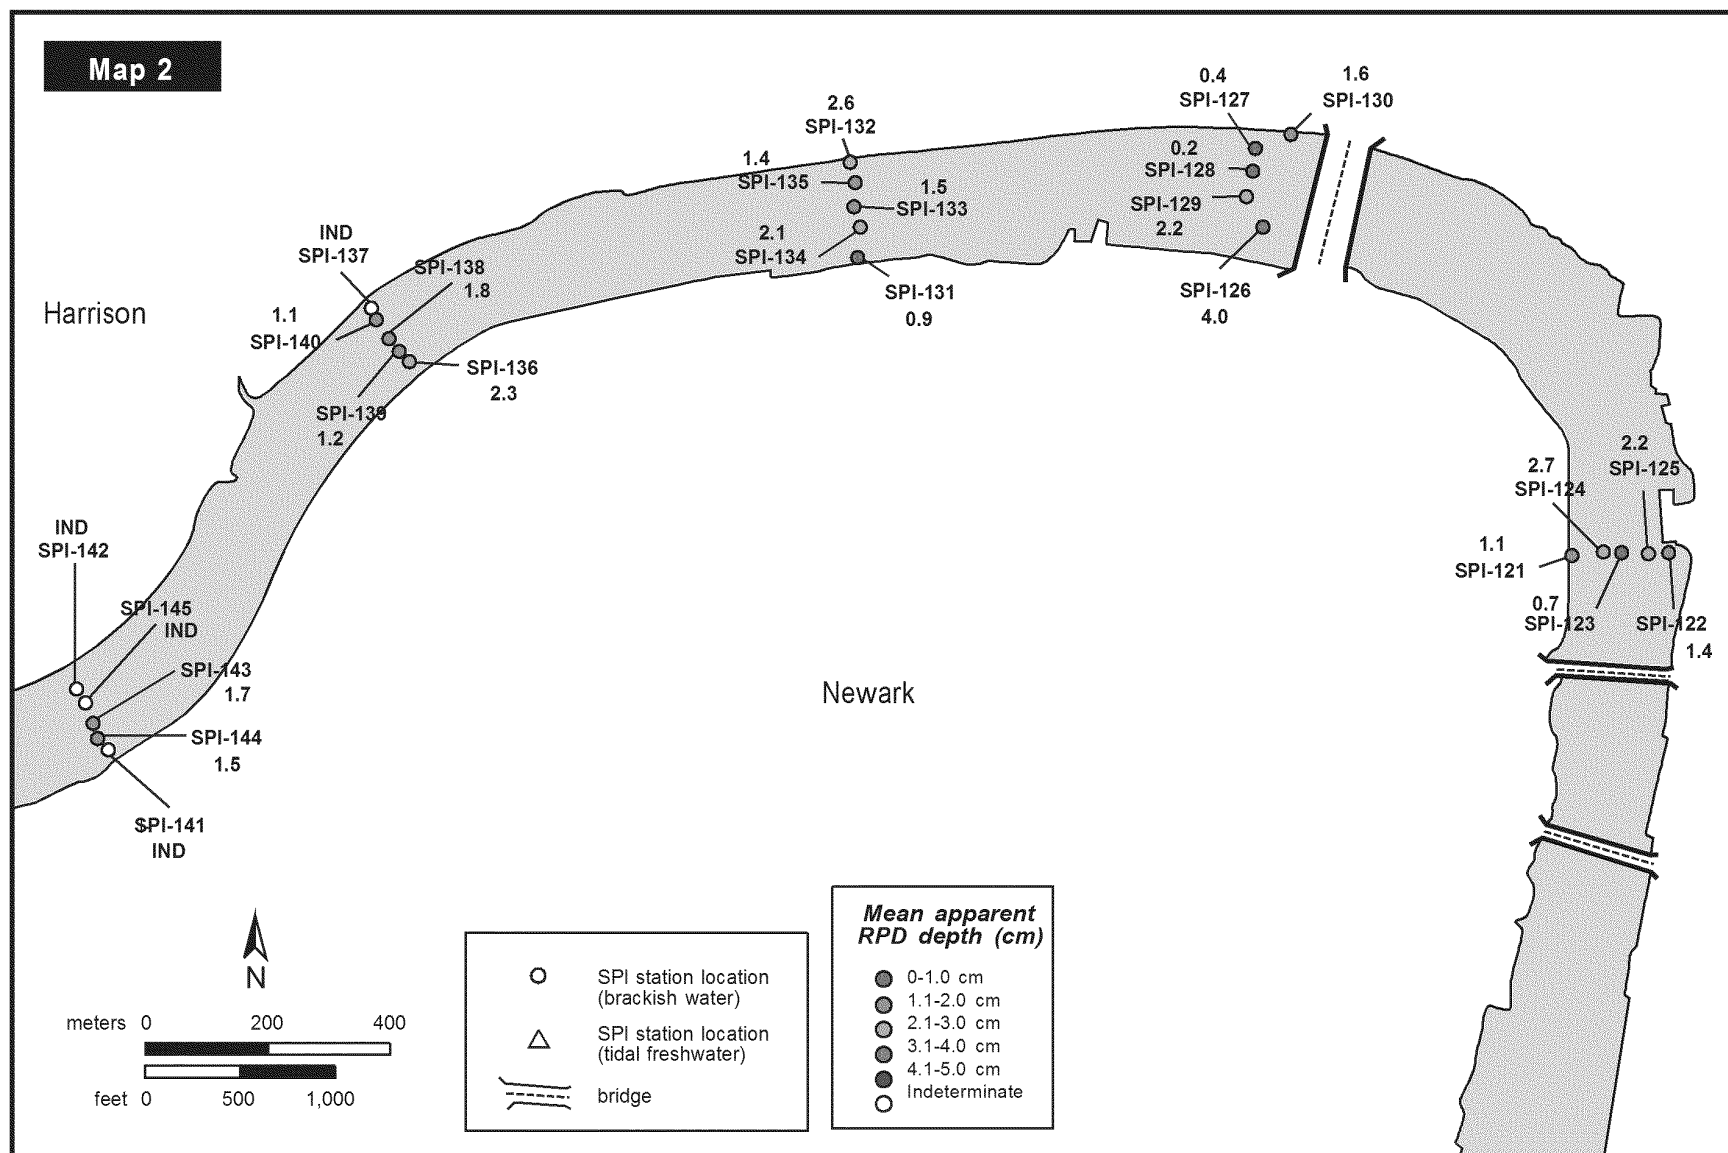 Map 2
0.4
SPI-127
1.6
SPI-130
2.6
SPI-132
0.2
SPI-128
1.4
SPI-135
1.5
SPI-133
SPI-129
2.2
2.1
SPI-134
IND
SPI-137
SPI-138
1.8
SPI-131
0.9
SPI-126
4.0
Harrison
1.1
SPI-140
SPI-136
2.3
SPI-139
1.2
2.2
SPI-125
2.7
SPI-124
IND
SPI-142
1.1
SPI-121
SPI-145
IND
0.7
SPI-123
SPI-122
1.4
SPI-143
1.7
Newark
SPI-144
1.5
SPI-141
IND
N
meters 0 200 400
feet 0 500 1,000
SPI station location
(brackish water)
SPI station location
(tidal freshwater)
bridge
Mean apparent
RPD depth (cm)
0-1.0 cm
1.1-2.0 cm
2.1-3.0 cm
3.1-4.0 cm
4.1-5.0 cm
Indeterminate